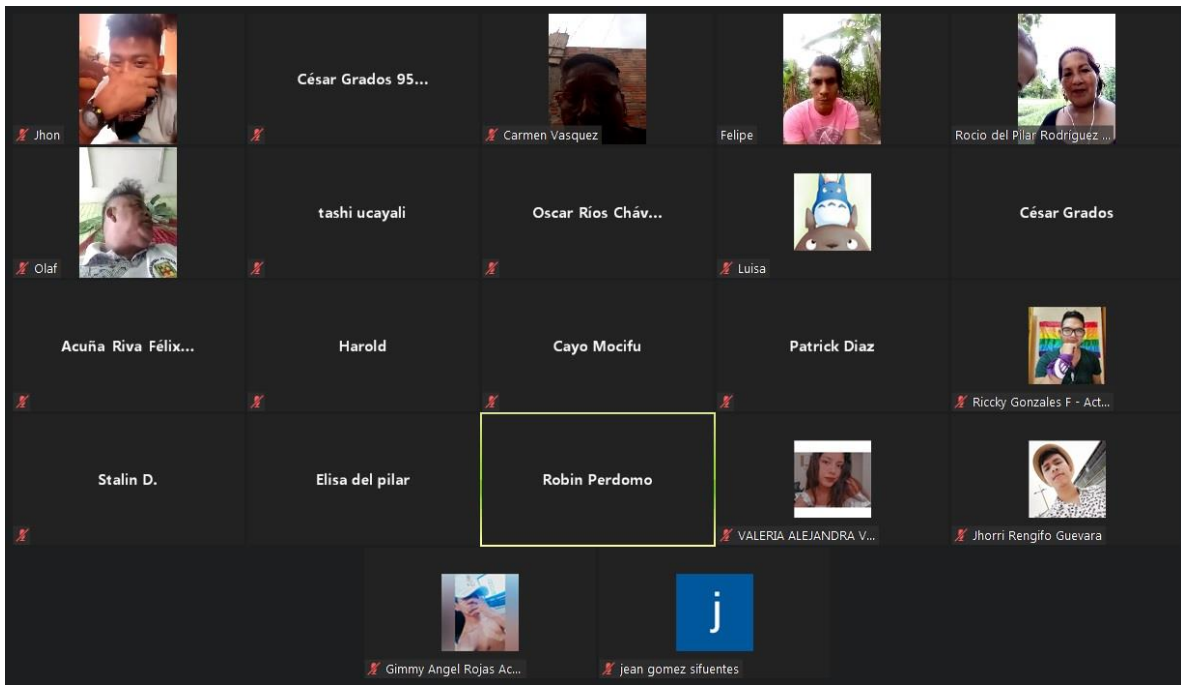 Jhon
César Grados 95...
Carmen Vasquez
Felipe
Rocio del Pilar Rodríguez ...
Olaf
tashi ucayali
Oscar Ríos Cháv...
Luisa
César Grados
Acuña Riva Félix...
Harold
Cayo Mocifu
Patrick Diaz
Riccky Gonzales F - Act...
Stalin D.
Elisa del pilar
Robin Perdomo
VALERIA ALEJANDRA V...
Jhorri Rengifo Guevara
Gimmy Angel Rojas Ac...
j
jean gomez sifuentes